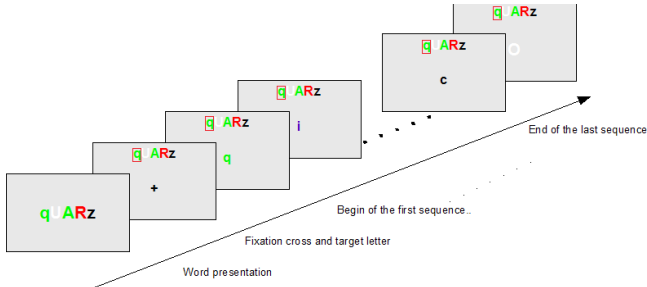 qUARz
qUARz
+
qUARz
q
qUARz
i
qUARz
c
qUARz
O
End of the last sequence
Begin of the first sequence..
Fixation cross and target letter
Word presentation